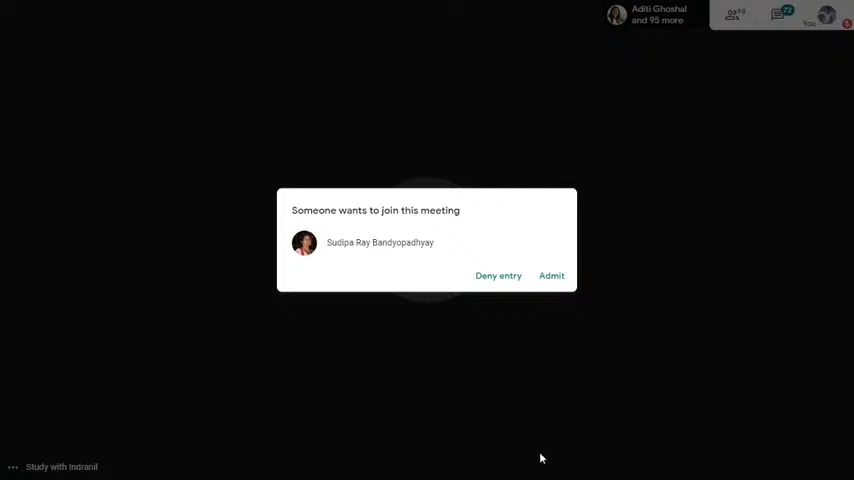 Aditi Ghoshal
and 95 more
98
72
You
Someone wants to join this meeting
Sudipa Ray Bandyopadhyay
Deny entry Admit
Study with Indranil